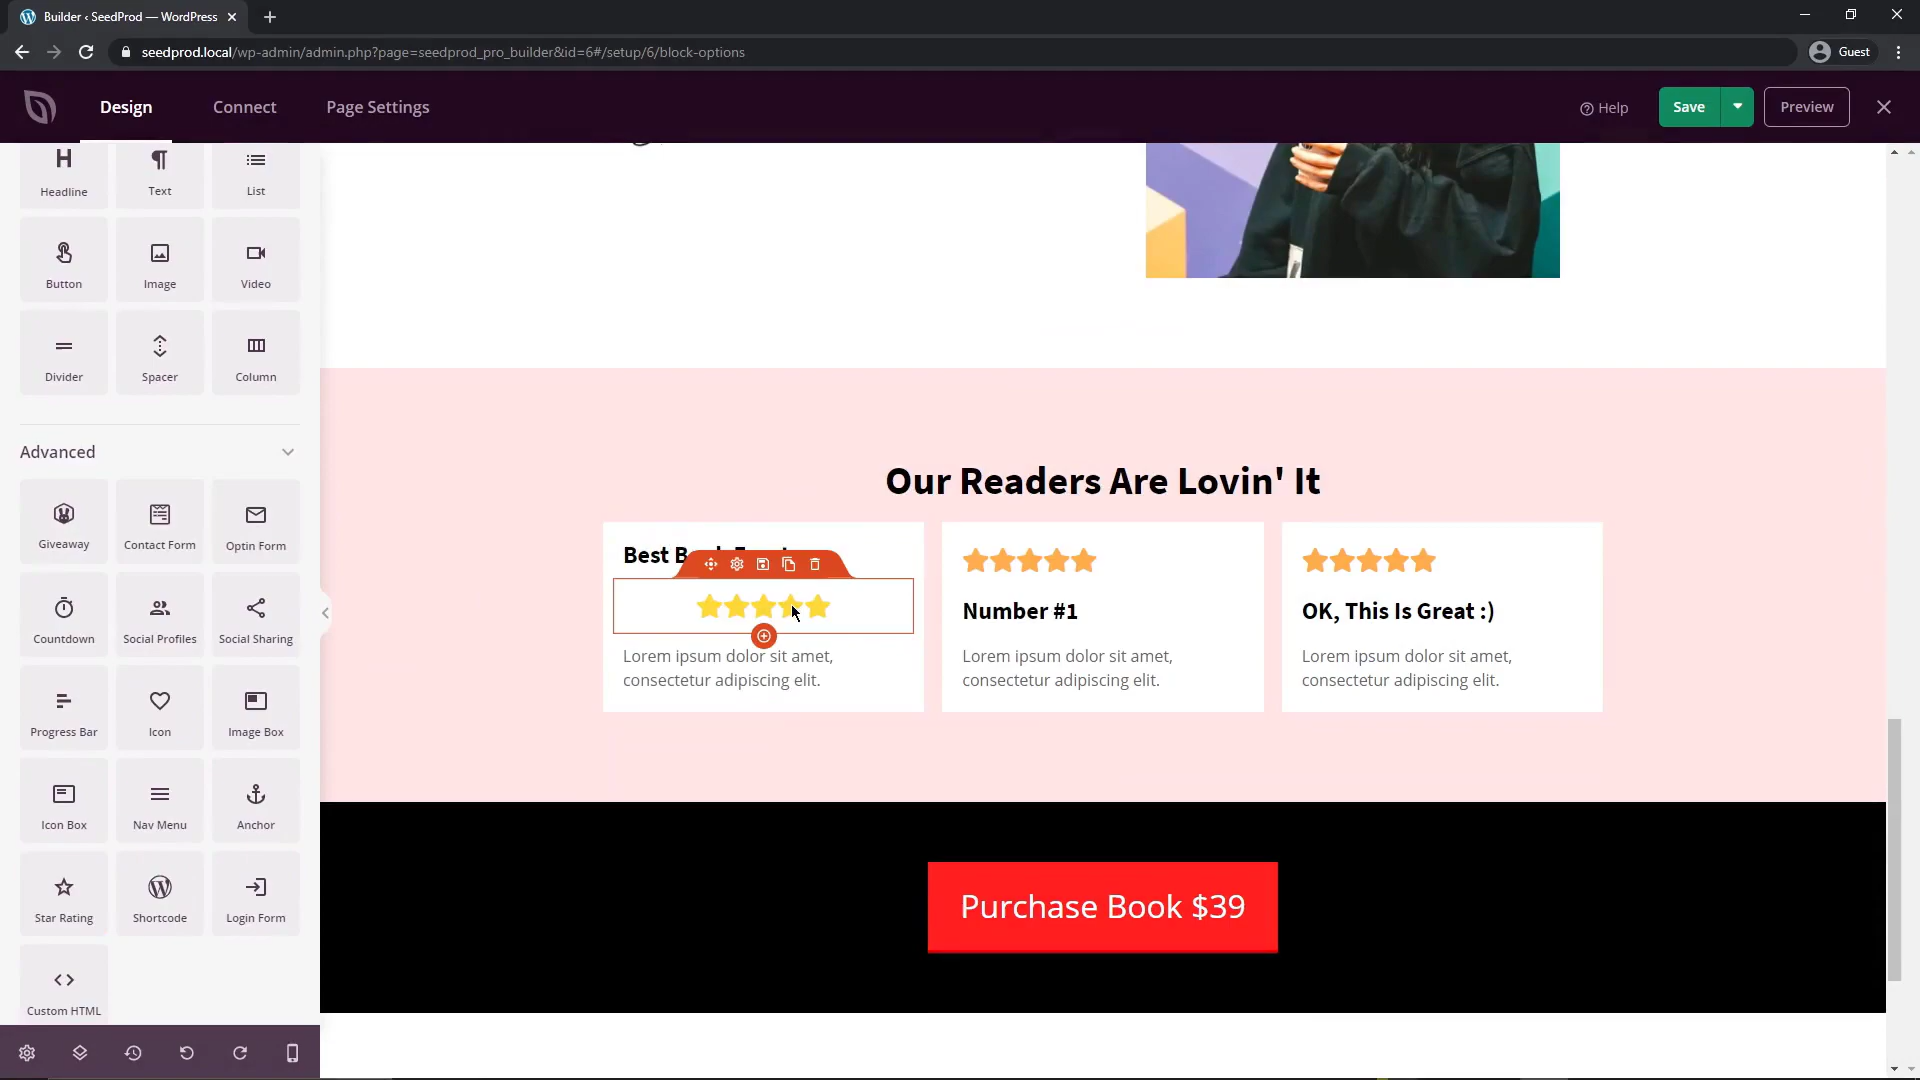 Builder ‹ SeedProd — WordPress
seedprod.local/wp-admin/admin.php?page=seedprod_pro_builder&id=6#/setup/6/block-options
Guest
Design
Connect
Page Settings
Help
Save
Preview
Headline
Text
List
Button
Image
Video
Divider
Spacer
Column
Advanced
Giveaway
Contact Form
Optin Form
Countdown
Social Profiles
Social Sharing
Progress Bar
Icon
Image Box
Icon Box
Nav Menu
Anchor
Star Rating
Shortcode
Login Form
Custom HTML
Our Readers Are Lovin' It
Best
Lorem ipsum dolor sit amet,
consectetur adipiscing elit.
Number #1
Lorem ipsum dolor sit amet,
consectetur adipiscing elit.
OK, This Is Great :)
Lorem ipsum dolor sit amet,
consectetur adipiscing elit.
Purchase Book $39